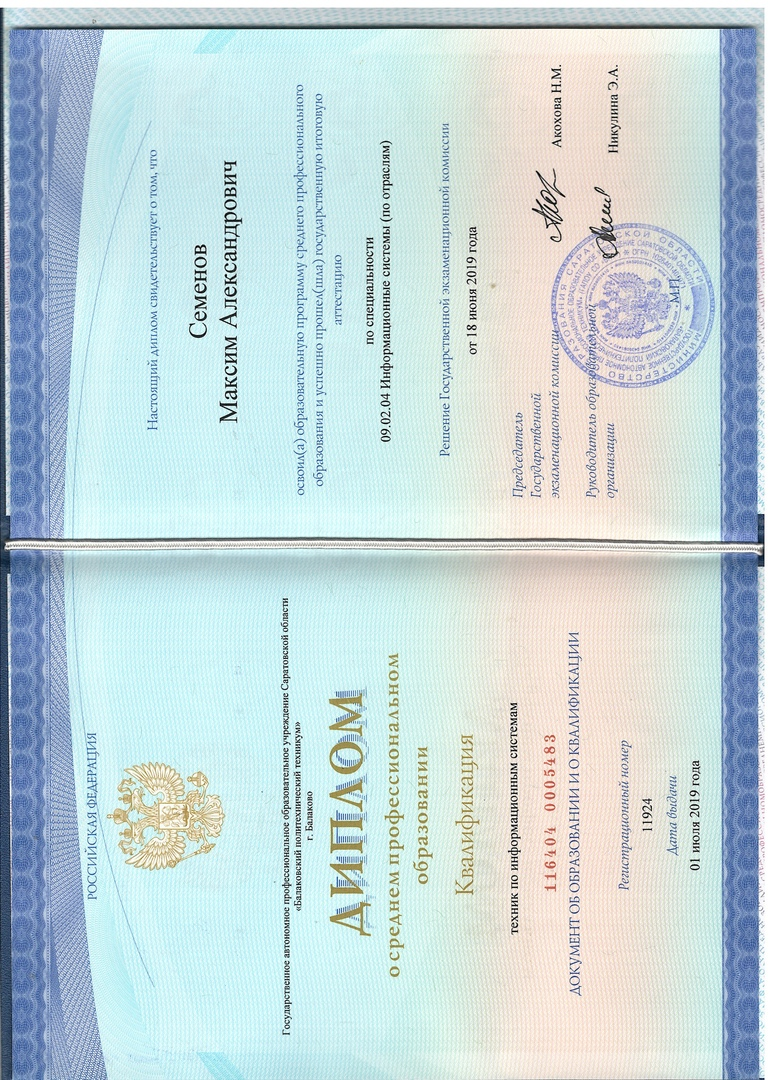 РОССИЙСКАЯ ФЕДЕРАЦИЯ
Государственное автономное профессиональное образовательное учреждение Саратовской области
«Балаковский политехнический техникум»
г. Балаково
ДИПЛОМ
о среднем профессиональном
образовании
Квалификация
техник по информационным системам
116404 0005483
ДОКУМЕНТ ОБ ОБРАЗОВАНИИ И О КВАЛИФИКАЦИИ
Регистрационный номер
11924
Дата выдачи
01 июля 2019 года
Настоящий диплом свидетельствует о том, что
Семенов
Максим Александрович
освоил(а) образовательную программу среднего профессионального
образования и успешно прошел(шла) государственную итоговую
аттестацию
по специальности
09.02.04 Информационные системы (по отраслям)
Решение Государственной экзаменационной комиссии
от 18 июня 2019 года
Председатель
Государственной
экзаменационной комиссии
Акохова Н.М.
Руководитель образовательной
организации
Никулина Э.А.
М.П.
МИНИСТЕРСТВО ОБРАЗОВАНИЯ САРАТОВСКОЙ ОБЛАСТИ